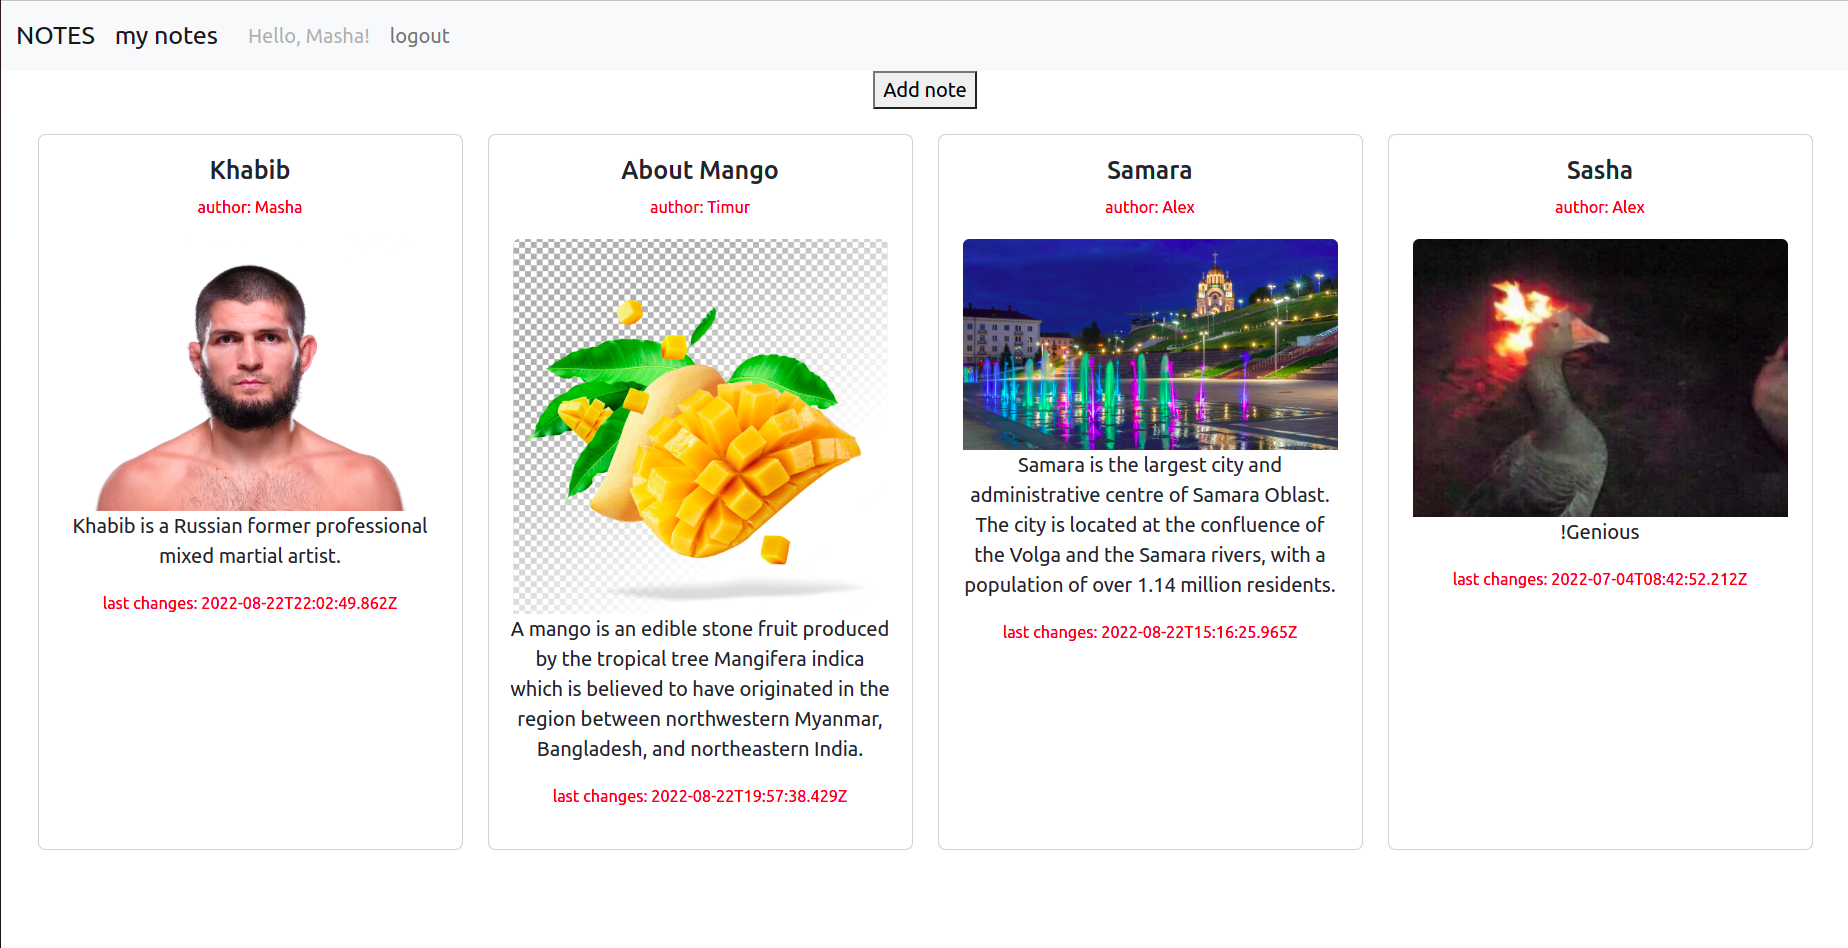 NOTES my notes Hello, Masha! logout
Add note
Khabib
author: Masha
Khabib is a Russian former professional
mixed martial artist.
last changes: 2022-08-22T22:02:49.862Z
About Mango
author: Timur
A mango is an edible stone fruit produced
by the tropical tree Mangifera indica
which is believed to have originated in the
region between northwestern Myanmar,
Bangladesh, and northeastern India.
last changes: 2022-08-22T19:57:38.429Z
Samara
author: Alex
Samara is the largest city and
administrative centre of Samara Oblast.
The city is located at the confluence of
the Volga and the Samara rivers, with a
population of over 1.14 million residents.
last changes: 2022-08-22T15:16:25.965Z
Sasha
author: Alex
!Genious
last changes: 2022-07-04T08:42:52.212Z